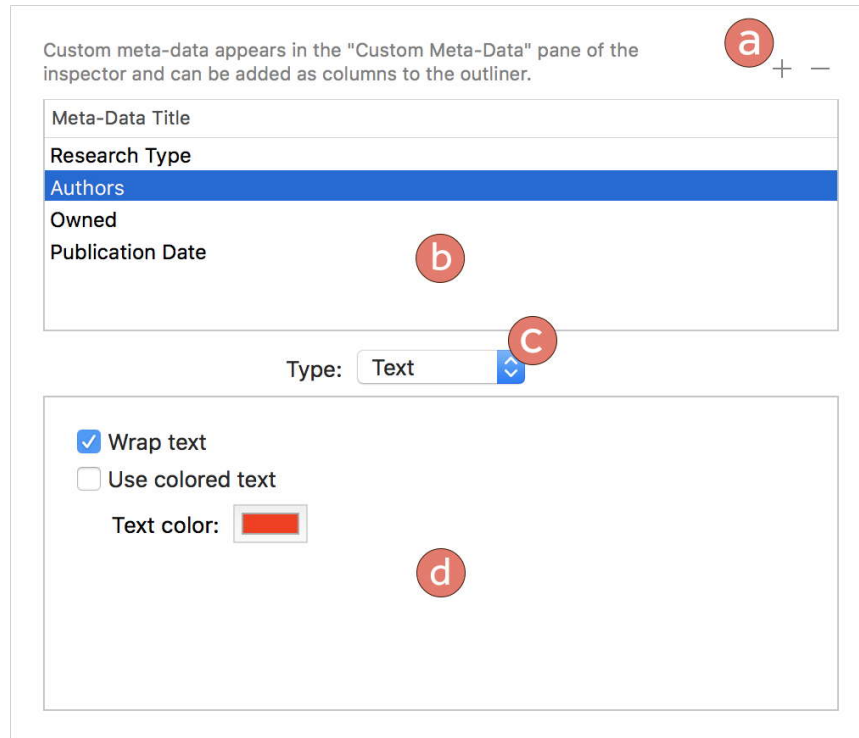 a
Custom meta-data appears in the "Custom Meta-Data" pane of the
inspector and can be added as columns to the outliner.
+ −
Meta-Data Title
Research Type
Authors
Owned
Publication Date
b
c
Type: Text
Wrap text
Use colored text
Text color:
d